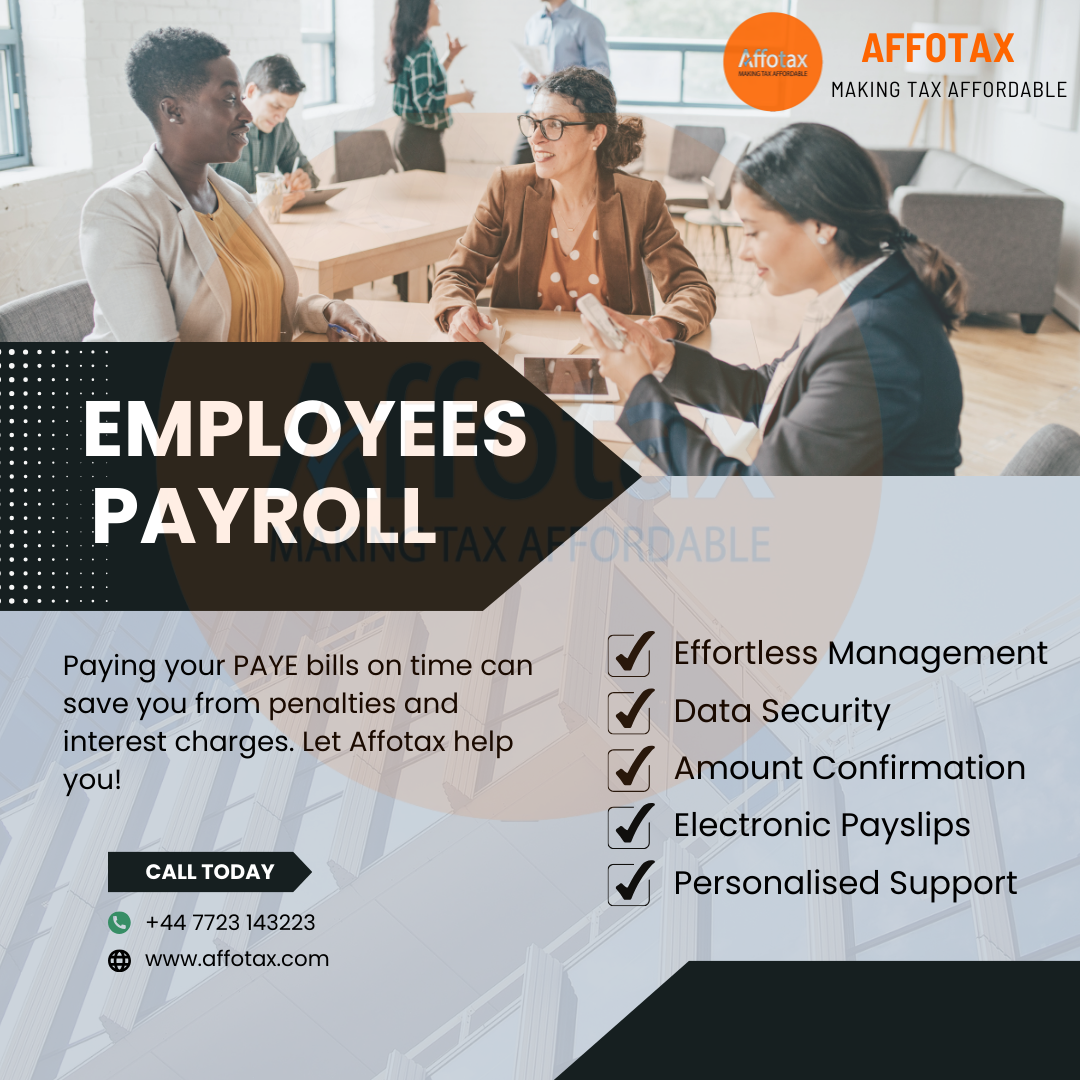 Affotax
MAKING TAX AFFORDABLE
AFFOTAX
MAKING TAX AFFORDABLE
EMPLOYEES
PAYROLL
Affotax
MAKING TAX AFFORDABLE
Paying your PAYE bills on time can
save you from penalties and
interest charges. Let Affotax help
you!
Effortless Management
Data Security
Amount Confirmation
Electronic Payslips
Personalised Support
CALL TODAY
+44 7723 143223
www.affotax.com